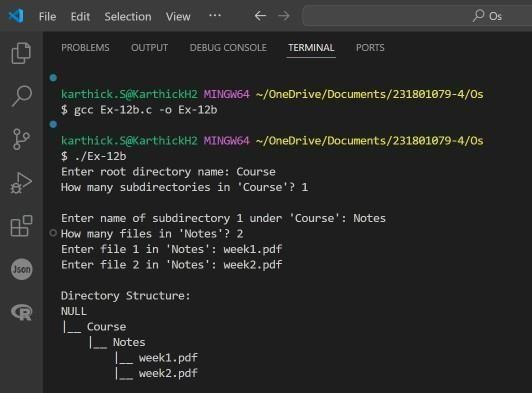 File Edit Selection View ... Os
PROBLEMS OUTPUT DEBUG CONSOLE TERMINAL PORTS
karthick.S@KarthickH2 MINGW64 ~/OneDrive/Documents/231801079-4/Os
$ gcc Ex-12b.c -o Ex-12b
karthick.S@KarthickH2 MINGW64 ~/OneDrive/Documents/231801079-4/Os
$ ./Ex-12b
Enter root directory name: Course
How many subdirectories in 'Course'? 1
Enter name of subdirectory 1 under 'Course': Notes
How many files in 'Notes'? 2
Enter file 1 in 'Notes': week1.pdf
Enter file 2 in 'Notes': week2.pdf
Json
R
Directory Structure:
NULL
|__ Course
|__ Notes
|__ week1.pdf
|__ week2.pdf